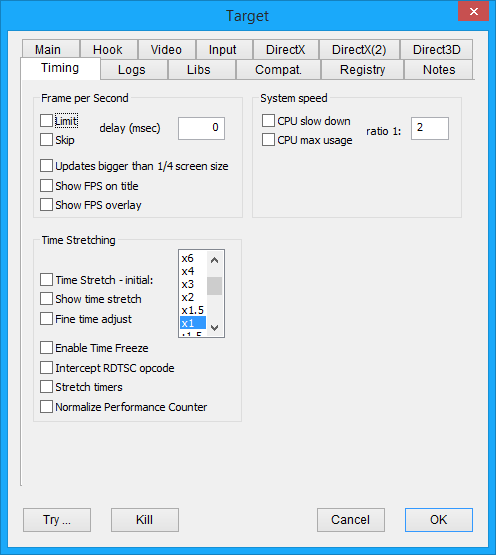 Target
Main Hook Video Input DirectX DirectX(2) Direct3D
Timing Logs Libs Compat. Registry Notes
Frame per Second
Limit delay (msec) 0
Skip
Updates bigger than 1/4 screen size
Show FPS on title
Show FPS overlay
System speed
CPU slow down ratio 1: 2
CPU max usage
Time Stretching
x6
x4
x3
x2
x1.5
x1
Time Stretch - initial:
Show time stretch
Fine time adjust
Enable Time Freeze
Intercept RDTSC opcode
Stretch timers
Normalize Performance Counter
Try ... Kill Cancel OK